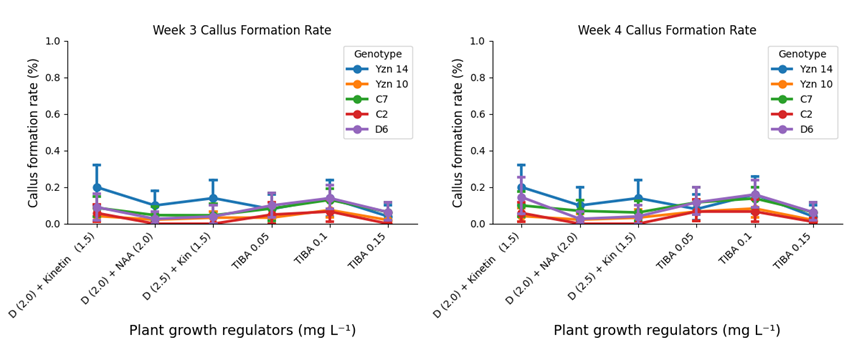 Week 3 Callus Formation Rate
Callus formation rate (%)
1.0
0.8
0.6
0.4
0.2
0.0
Genotype
Yzn 14
Yzn 10
C7
C2
D6
D (2.0) + Kinetin (1.5)
D (2.0) + NAA (2.0)
D (2.5) + Kin (1.5)
TIBA 0.05
TIBA 0.1
TIBA 0.15
Plant growth regulators (mg L⁻¹)
Week 4 Callus Formation Rate
Callus formation rate (%)
1.0
0.8
0.6
0.4
0.2
0.0
Genotype
Yzn 14
Yzn 10
C7
C2
D6
D (2.0) + Kinetin (1.5)
D (2.0) + NAA (2.0)
D (2.5) + Kin (1.5)
TIBA 0.05
TIBA 0.1
TIBA 0.15
Plant growth regulators (mg L⁻¹)